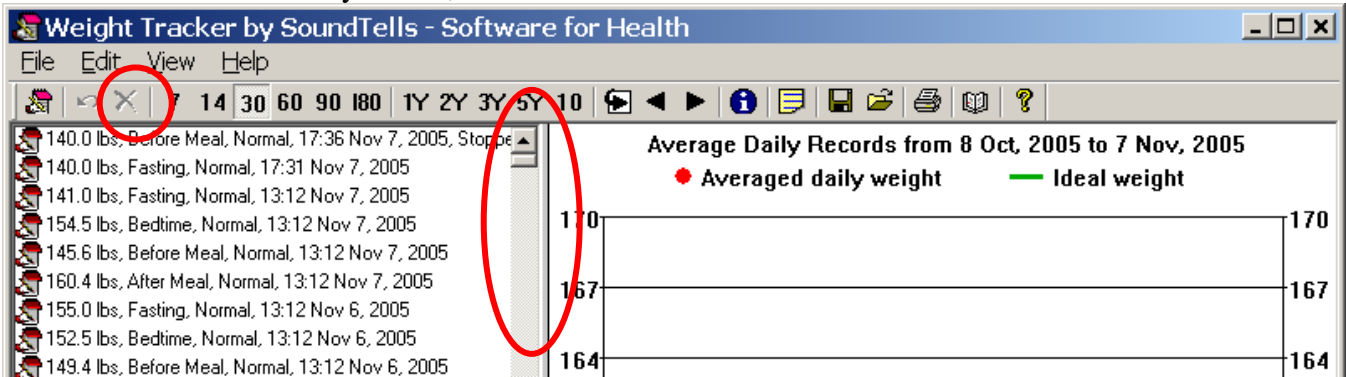 Weight Tracker by SoundTells - Software for Health
File Edit View Help
7 14 30 60 90 180 1Y 2Y 3Y 5Y 10
140.0 lbs, Before Meal, Normal, 17:36 Nov 7, 2005, Stoppe
140.0 lbs, Fasting, Normal, 17:31 Nov 7, 2005
141.0 lbs, Fasting, Normal, 13:12 Nov 7, 2005
154.5 lbs, Bedtime, Normal, 13:12 Nov 7, 2005
145.6 lbs, Before Meal, Normal, 13:12 Nov 7, 2005
160.4 lbs, After Meal, Normal, 13:12 Nov 7, 2005
155.0 lbs, Fasting, Normal, 13:12 Nov 6, 2005
152.5 lbs, Bedtime, Normal, 13:12 Nov 6, 2005
149.4 lbs, Before Meal, Normal, 13:12 Nov 6, 2005
Average Daily Records from 8 Oct, 2005 to 7 Nov, 2005
Averaged daily weight Ideal weight
170 170
167 167
164 164